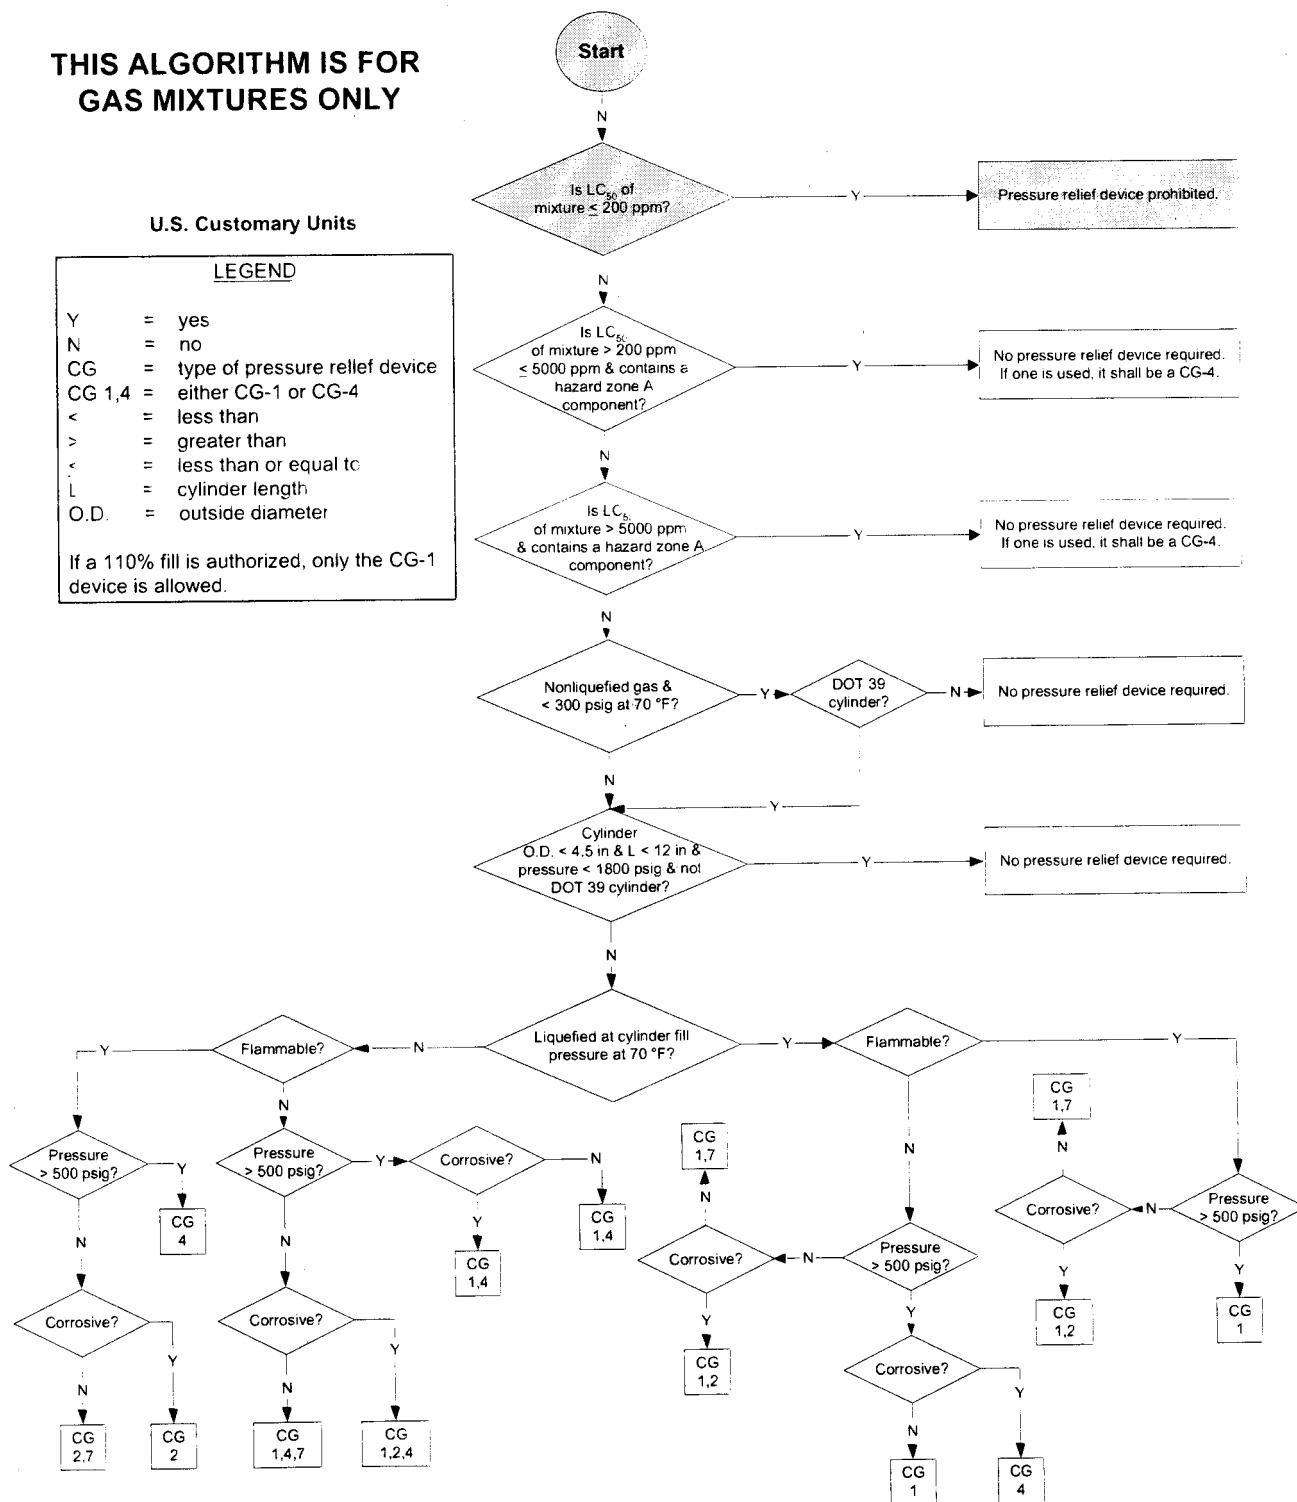 THIS ALGORITHM IS FOR
GAS MIXTURES ONLY
Start
N
Is LC50 of
mixture ≤ 200 ppm?
Y
Pressure relief device prohibited.
U.S. Customary Units
LEGEND
Y = yes
N = no
CG = type of pressure relief device
CG 1,4 = either CG-1 or CG-4
< = less than
> = greater than
≤ = less than or equal to
L = cylinder length
O.D. = outside diameter
If a 110% fill is authorized, only the CG-1
device is allowed.
N
Is LC50
of mixture > 200 ppm
≤ 5000 ppm & contains a
hazard zone A
component?
Y
No pressure relief device required.
If one is used, it shall be a CG-4.
N
Is LC5
of mixture > 5000 ppm
& contains a hazard zone A
component?
Y
No pressure relief device required.
If one is used, it shall be a CG-4.
N
Nonliquefied gas &
< 300 psig at 70 °F?
Y
DOT 39
cylinder?
N
No pressure relief device required.
N
Y
Cylinder
O.D. < 4.5 in & L < 12 in &
pressure < 1800 psig & not
DOT 39 cylinder?
Y
No pressure relief device required.
N
Liquefied at cylinder fill
pressure at 70 °F?
N
Flammable?
Y
Y
Flammable?
Y
N
Pressure
> 500 psig?
Y
CG
4
N
Corrosive?
N
CG
2,7
Y
CG
2
Pressure
> 500 psig?
Y
Corrosive?
N
CG
1,4
Y
CG
1,4
N
Corrosive?
N
CG
1,4,7
Y
CG
1,2,4
N
Pressure
> 500 psig?
N
Corrosive?
N
CG
1,7
Y
CG
1,2
Y
Corrosive?
N
CG
1
Y
CG
4
Pressure
> 500 psig?
N
Corrosive?
N
CG
1,7
Y
CG
1,2
Y
CG
1